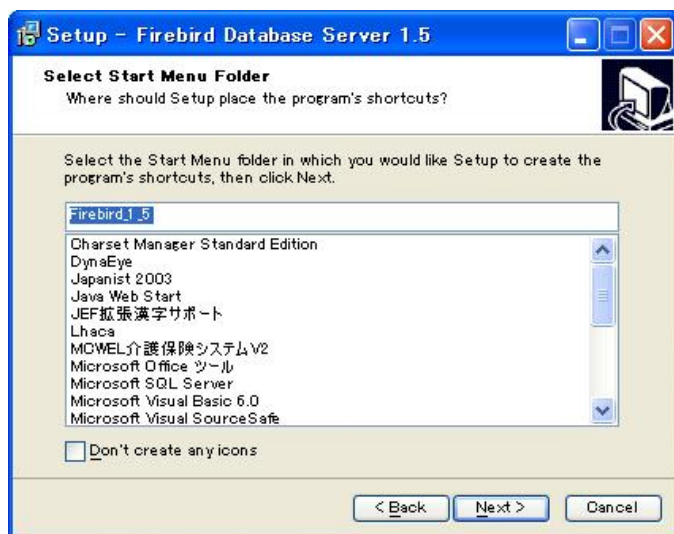 Setup - Firebird Database Server 1.5
Select Start Menu Folder
Where should Setup place the program's shortcuts?
Select the Start Menu folder in which you would like Setup to create the
program's shortcuts, then click Next.
Firebird_1_5
Charset Manager Standard Edition
DynaEye
Japanist 2003
Java Web Start
JEF拡張漢字サポート
Lhaca
MCWEL介護保険システムV2
Microsoft Office ツール
Microsoft SQL Server
Microsoft Visual Basic 6.0
Microsoft Visual SourceSafe
Don't create any icons
< Back
Next >
Cancel